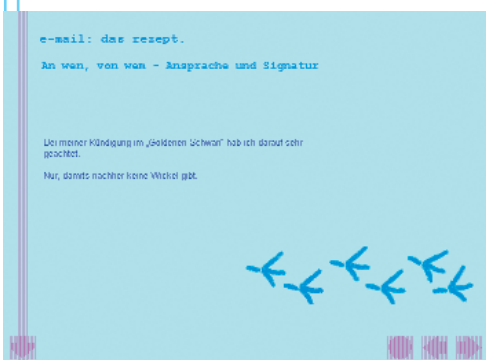 e-mail: das rezept.
An wen, von wem - Ansprache und Signatur
Bei meiner Kündigung im „Goldenen Schwan" hab ich darauf sehr
geachtet.
Nur, damits nachher keine Wickel gibt.